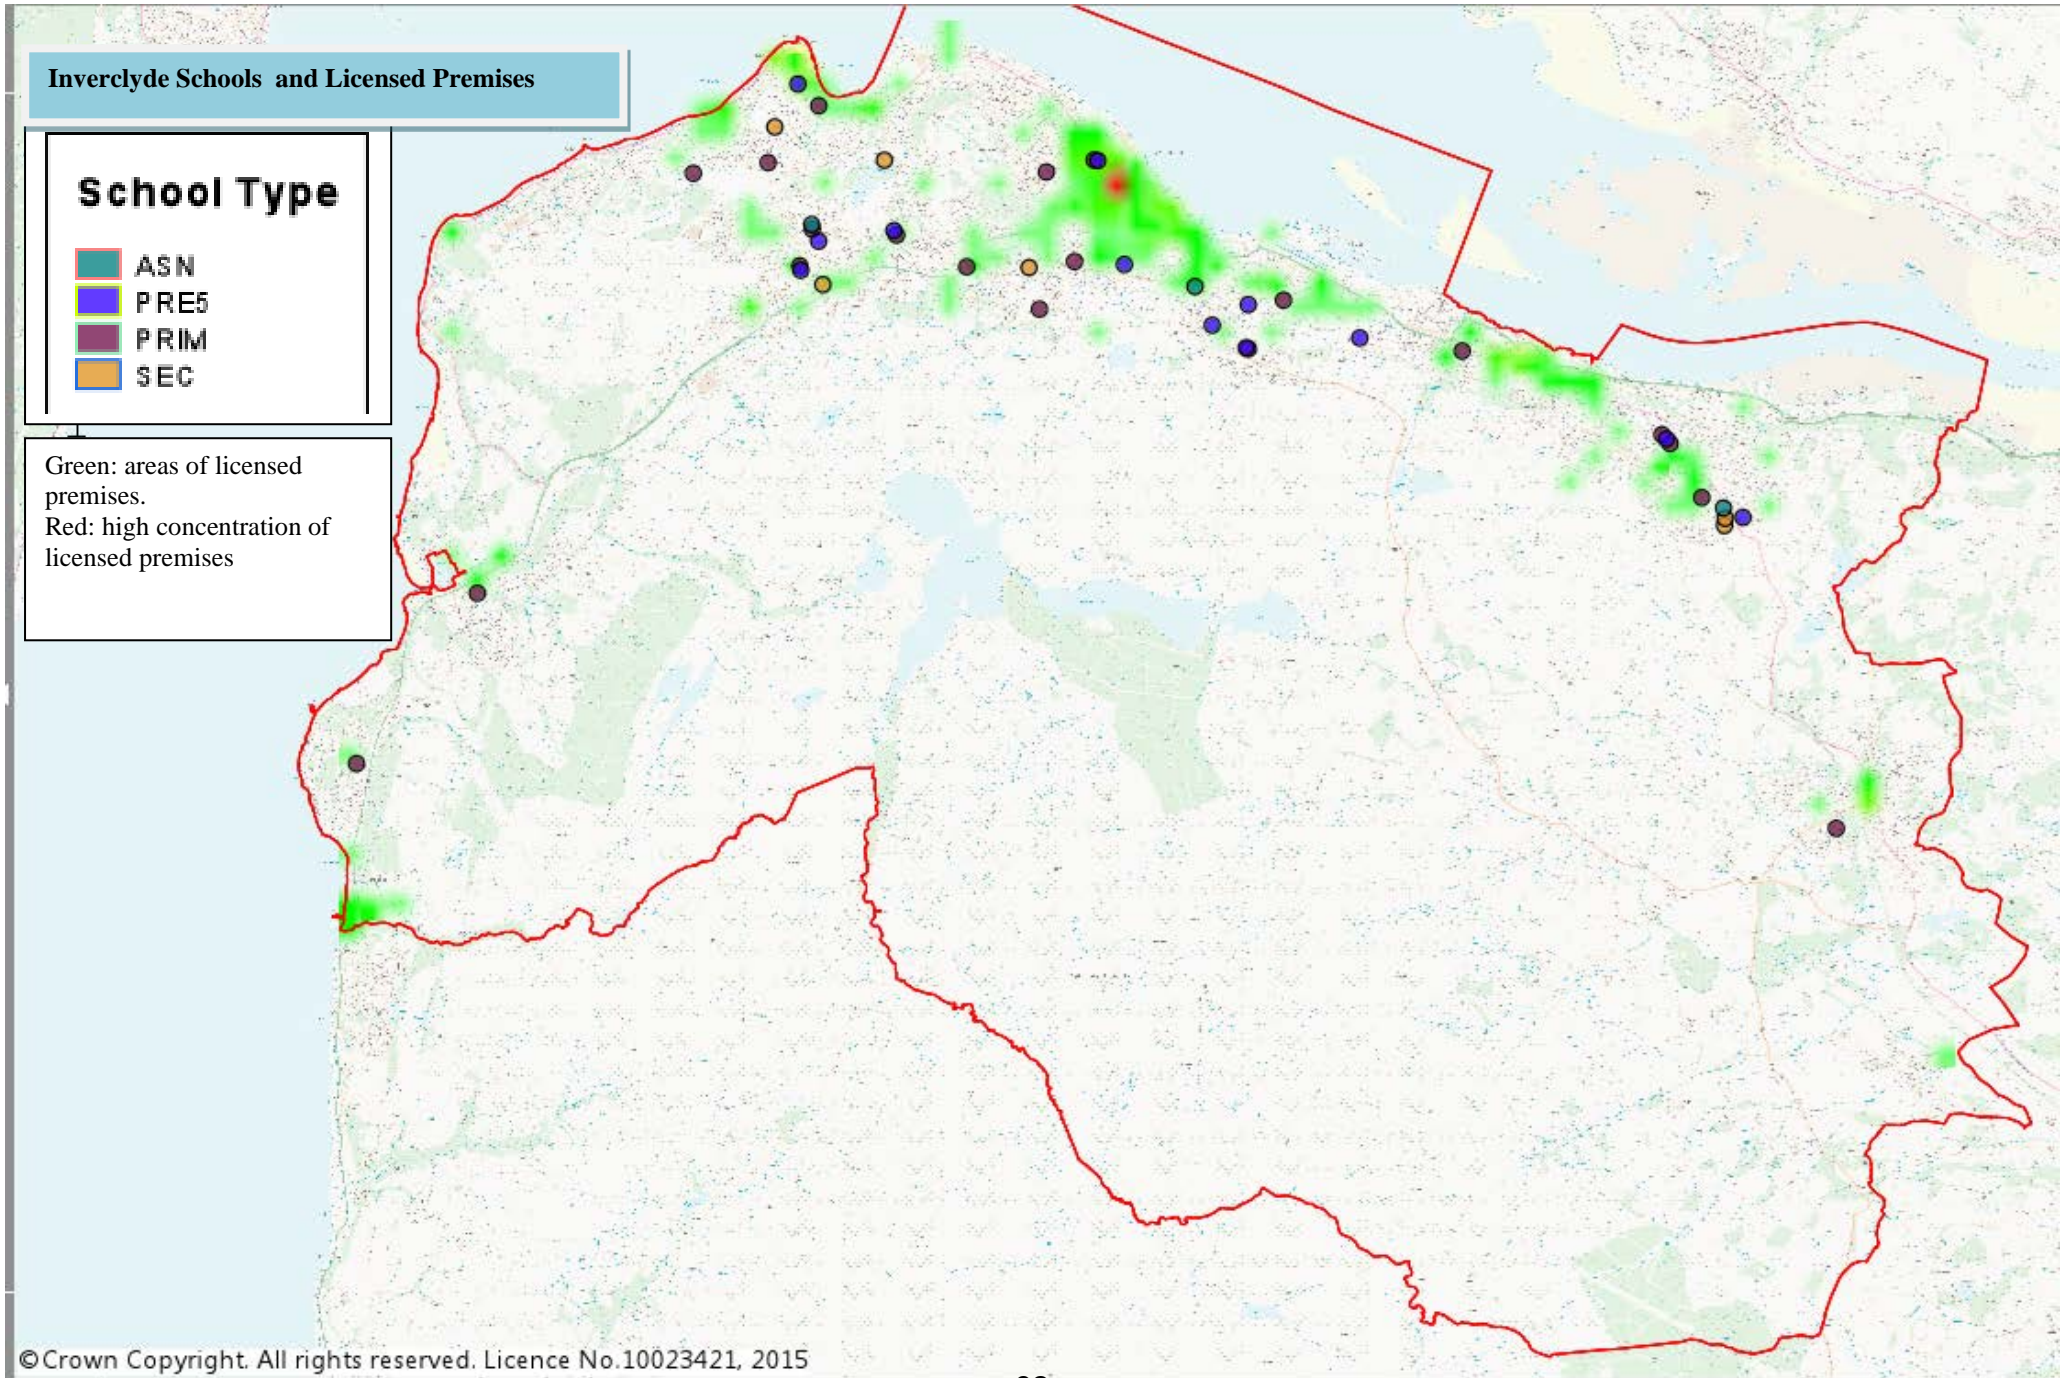 Inverclyde Schools and Licensed Premises
School Type
ASN
PRE5
PRIM
SEC
Green: areas of licensed
premises.
Red: high concentration of
licensed premises
©Crown Copyright. All rights reserved. Licence No.10023421, 2015